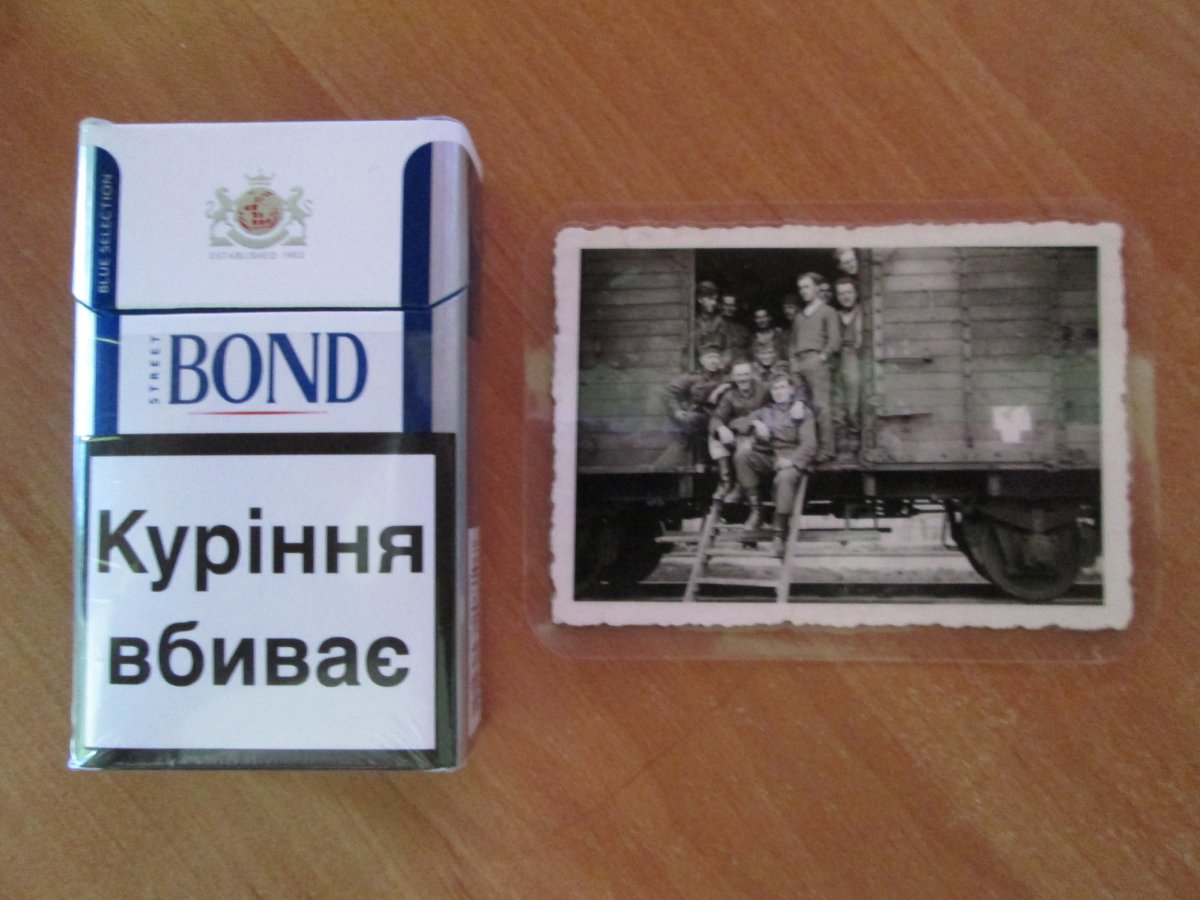 BLUE SELECTION
ESTABLISHED 1902
STREET
BOND
Куріння
вбиває